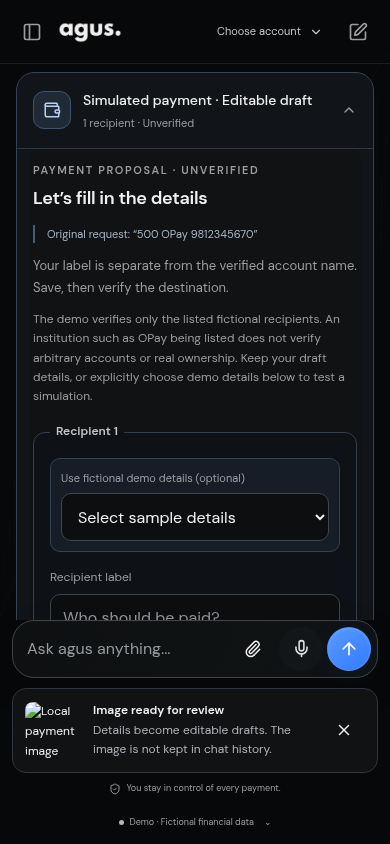 agus.
Choose account
Simulated payment · Editable draft
1 recipient · Unverified
PAYMENT PROPOSAL · UNVERIFIED
Let's fill in the details
Original request: “500 OPay 9812345670”
Your label is separate from the verified account name.
Save, then verify the destination.
The demo verifies only the listed fictional recipients. An
institution such as OPay being listed does not verify
arbitrary accounts or real ownership. Keep your draft
details, or explicitly choose demo details below to test a
simulation.
Recipient 1
Use fictional demo details (optional)
Select sample details
Recipient label
Who should be paid?
Ask agus anything...
Local
payment
image
Image ready for review
Details become editable drafts. The
image is not kept in chat history.
You stay in control of every payment.
Demo · Fictional financial data